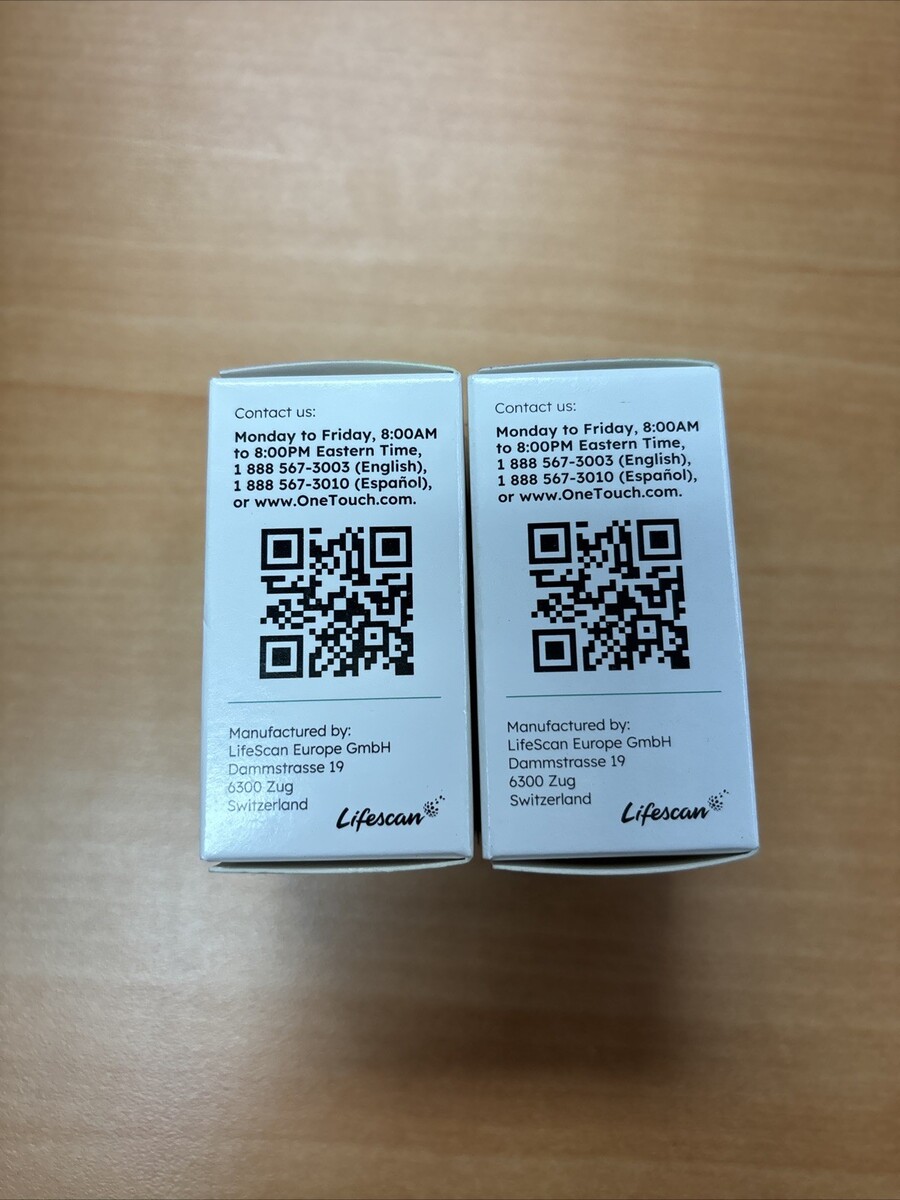 Contact us:
Monday to Friday, 8:00AM
to 8:00PM Eastern Time,
1 888 567-3003 (English),
1 888 567-3010 (Español),
or www.OneTouch.com.
Manufactured by:
LifeScan Europe GmbH
Dammstrasse 19
6300 Zug
Switzerland
Lifescan
Contact us:
Monday to Friday, 8:00AM
to 8:00PM Eastern Time,
1 888 567-3003 (English),
1 888 567-3010 (Español),
or www.OneTouch.com.
Manufactured by:
LifeScan Europe GmbH
Dammstrasse 19
6300 Zug
Switzerland
Lifescan